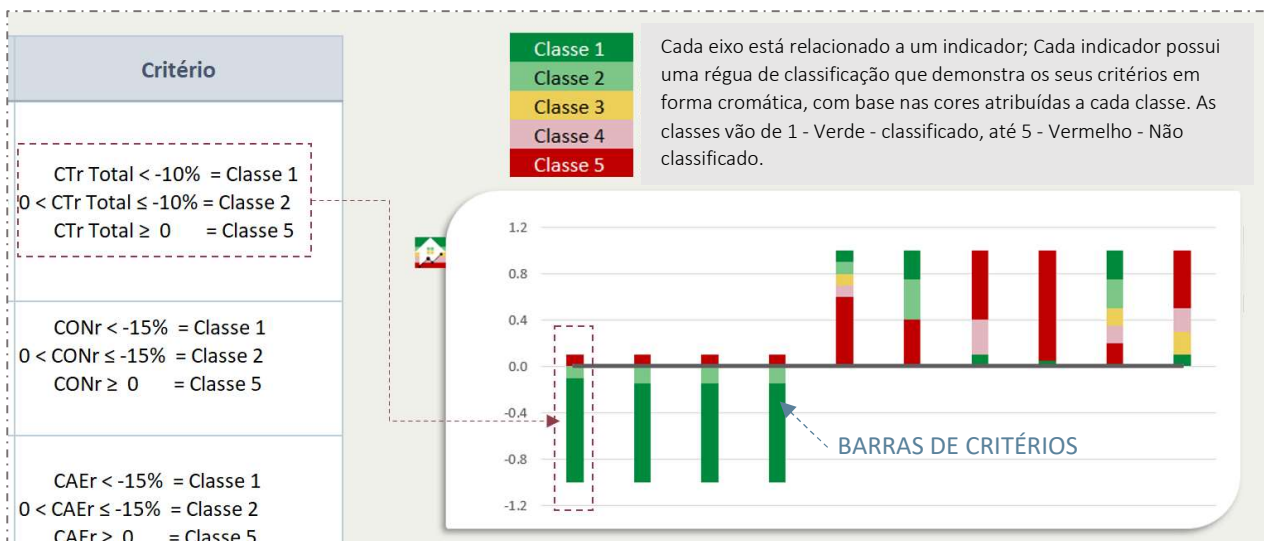 Critério
CTr Total < -10% = Classe 1
0 < CTr Total ≤ -10% = Classe 2
CTr Total ≥ 0 = Classe 5
CONr < -15% = Classe 1
0 < CONr ≤ -15% = Classe 2
CONr ≥ 0 = Classe 5
CAEr < -15% = Classe 1
0 < CAEr ≤ -15% = Classe 2
CAEr ≥ 0 = Classe 5
Classe 1
Classe 2
Classe 3
Classe 4
Classe 5
Cada eixo está relacionado a um indicador; Cada indicador possui
uma régua de classificação que demonstra os seus critérios em
forma cromática, com base nas cores atribuídas a cada classe. As
classes vão de 1 - Verde - classificado, até 5 - Vermelho - Não
classificado.
1.2
0.8
0.4
0.0
-0.4
-0.8
-1.2
BARRAS DE CRITÉRIOS